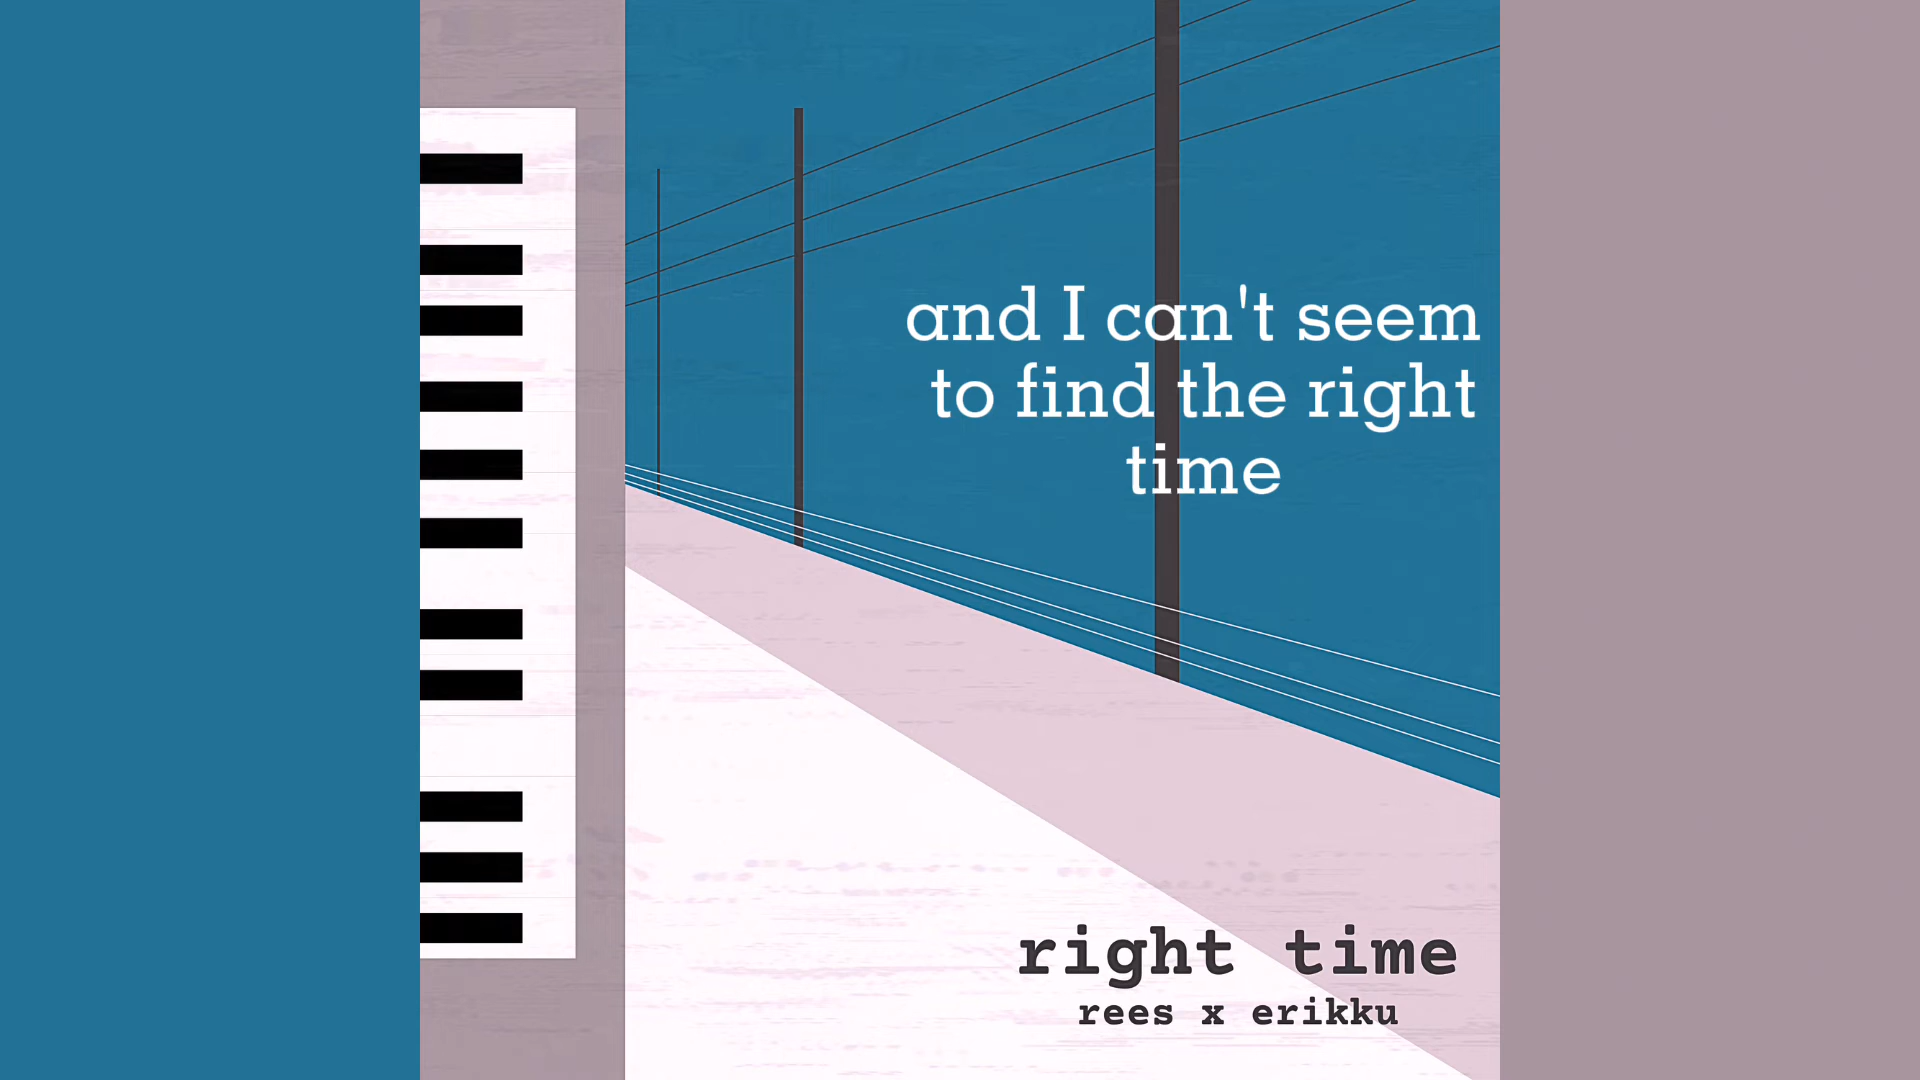 and I can't seem
to find the right
time
right time
rees x erikku